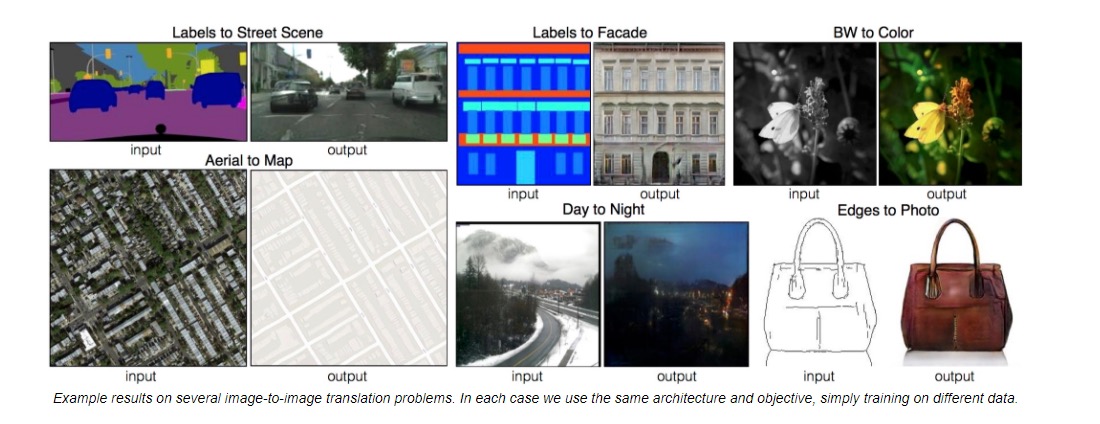 Labels to Street Scene
input
output
Aerial to Map
input
output
Labels to Facade
input
output
BW to Color
input
output
Day to Night
input
output
Edges to Photo
input
output
Example results on several image-to-image translation problems. In each case we use the same architecture and objective, simply training on different data.